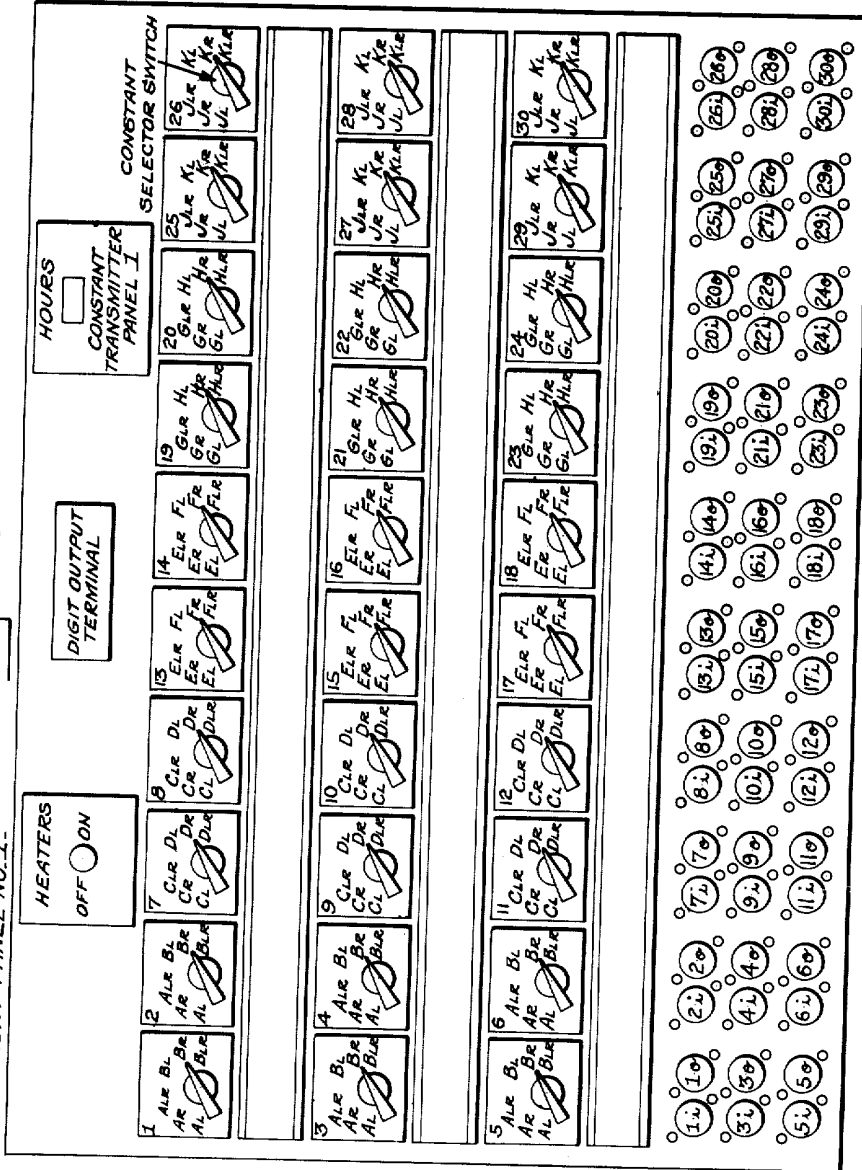 PANEL NO. 1
HEATERS
OFF ON
DIGIT OUTPUT
TERMINAL
HOURS
CONSTANT
TRANSMITTER
PANEL 1
CONSTANT
SELECTOR SWITCH
1
ALR BL
AR BR
AL BLR
2
ALR BL
AR BR
AL BLR
7
CLR DL
CR DR
CL DLR
8
CLR DL
CR DR
CL DLR
13
ELR FL
ER FR
EL FLR
14
ELR FL
ER FR
EL FLR
19
GLR HL
GR HR
GL HLR
20
GLR HL
GR HR
GL HLR
25
JLR KL
JR KR
JL KLR
26
JLR KL
JR KR
JL KLR
3
ALR BL
AR BR
AL BLR
4
ALR BL
AR BR
AL BLR
9
CLR DL
CR DR
CL DLR
10
CLR DL
CR DR
CL DLR
15
ELR FL
ER FR
EL FLR
16
ELR FL
ER FR
EL FLR
21
GLR HL
GR HR
GL HLR
22
GLR HL
GR HR
GL HLR
27
JLR KL
JR KR
JL KLR
28
JLR KL
JR KR
JL KLR
5
ALR BL
AR BR
AL BLR
6
ALR BL
AR BR
AL BLR
11
CLR DL
CR DR
CL DLR
12
CLR DL
CR DR
CL DLR
17
ELR FL
ER FR
EL FLR
18
ELR FL
ER FR
EL FLR
23
GLR HL
GR HR
GL HLR
24
GLR HL
GR HR
GL HLR
29
JLR KL
JR KR
JL KLR
30
JLR KL
JR KR
JL KLR
1i 1o 2i 2o 7i 7o 8i 8o 13i 13o 14i 14o 19i 19o 20i 20o 25i 25o 26i 26o
3i 3o 4i 4o 9i 9o 10i 10o 15i 15o 16i 16o 21i 21o 22i 22o 27i 27o 28i 28o
5i 5o 6i 6o 11i 11o 12i 12o 17i 17o 18i 18o 23i 23o 24i 24o 29i 29o 30i 30o